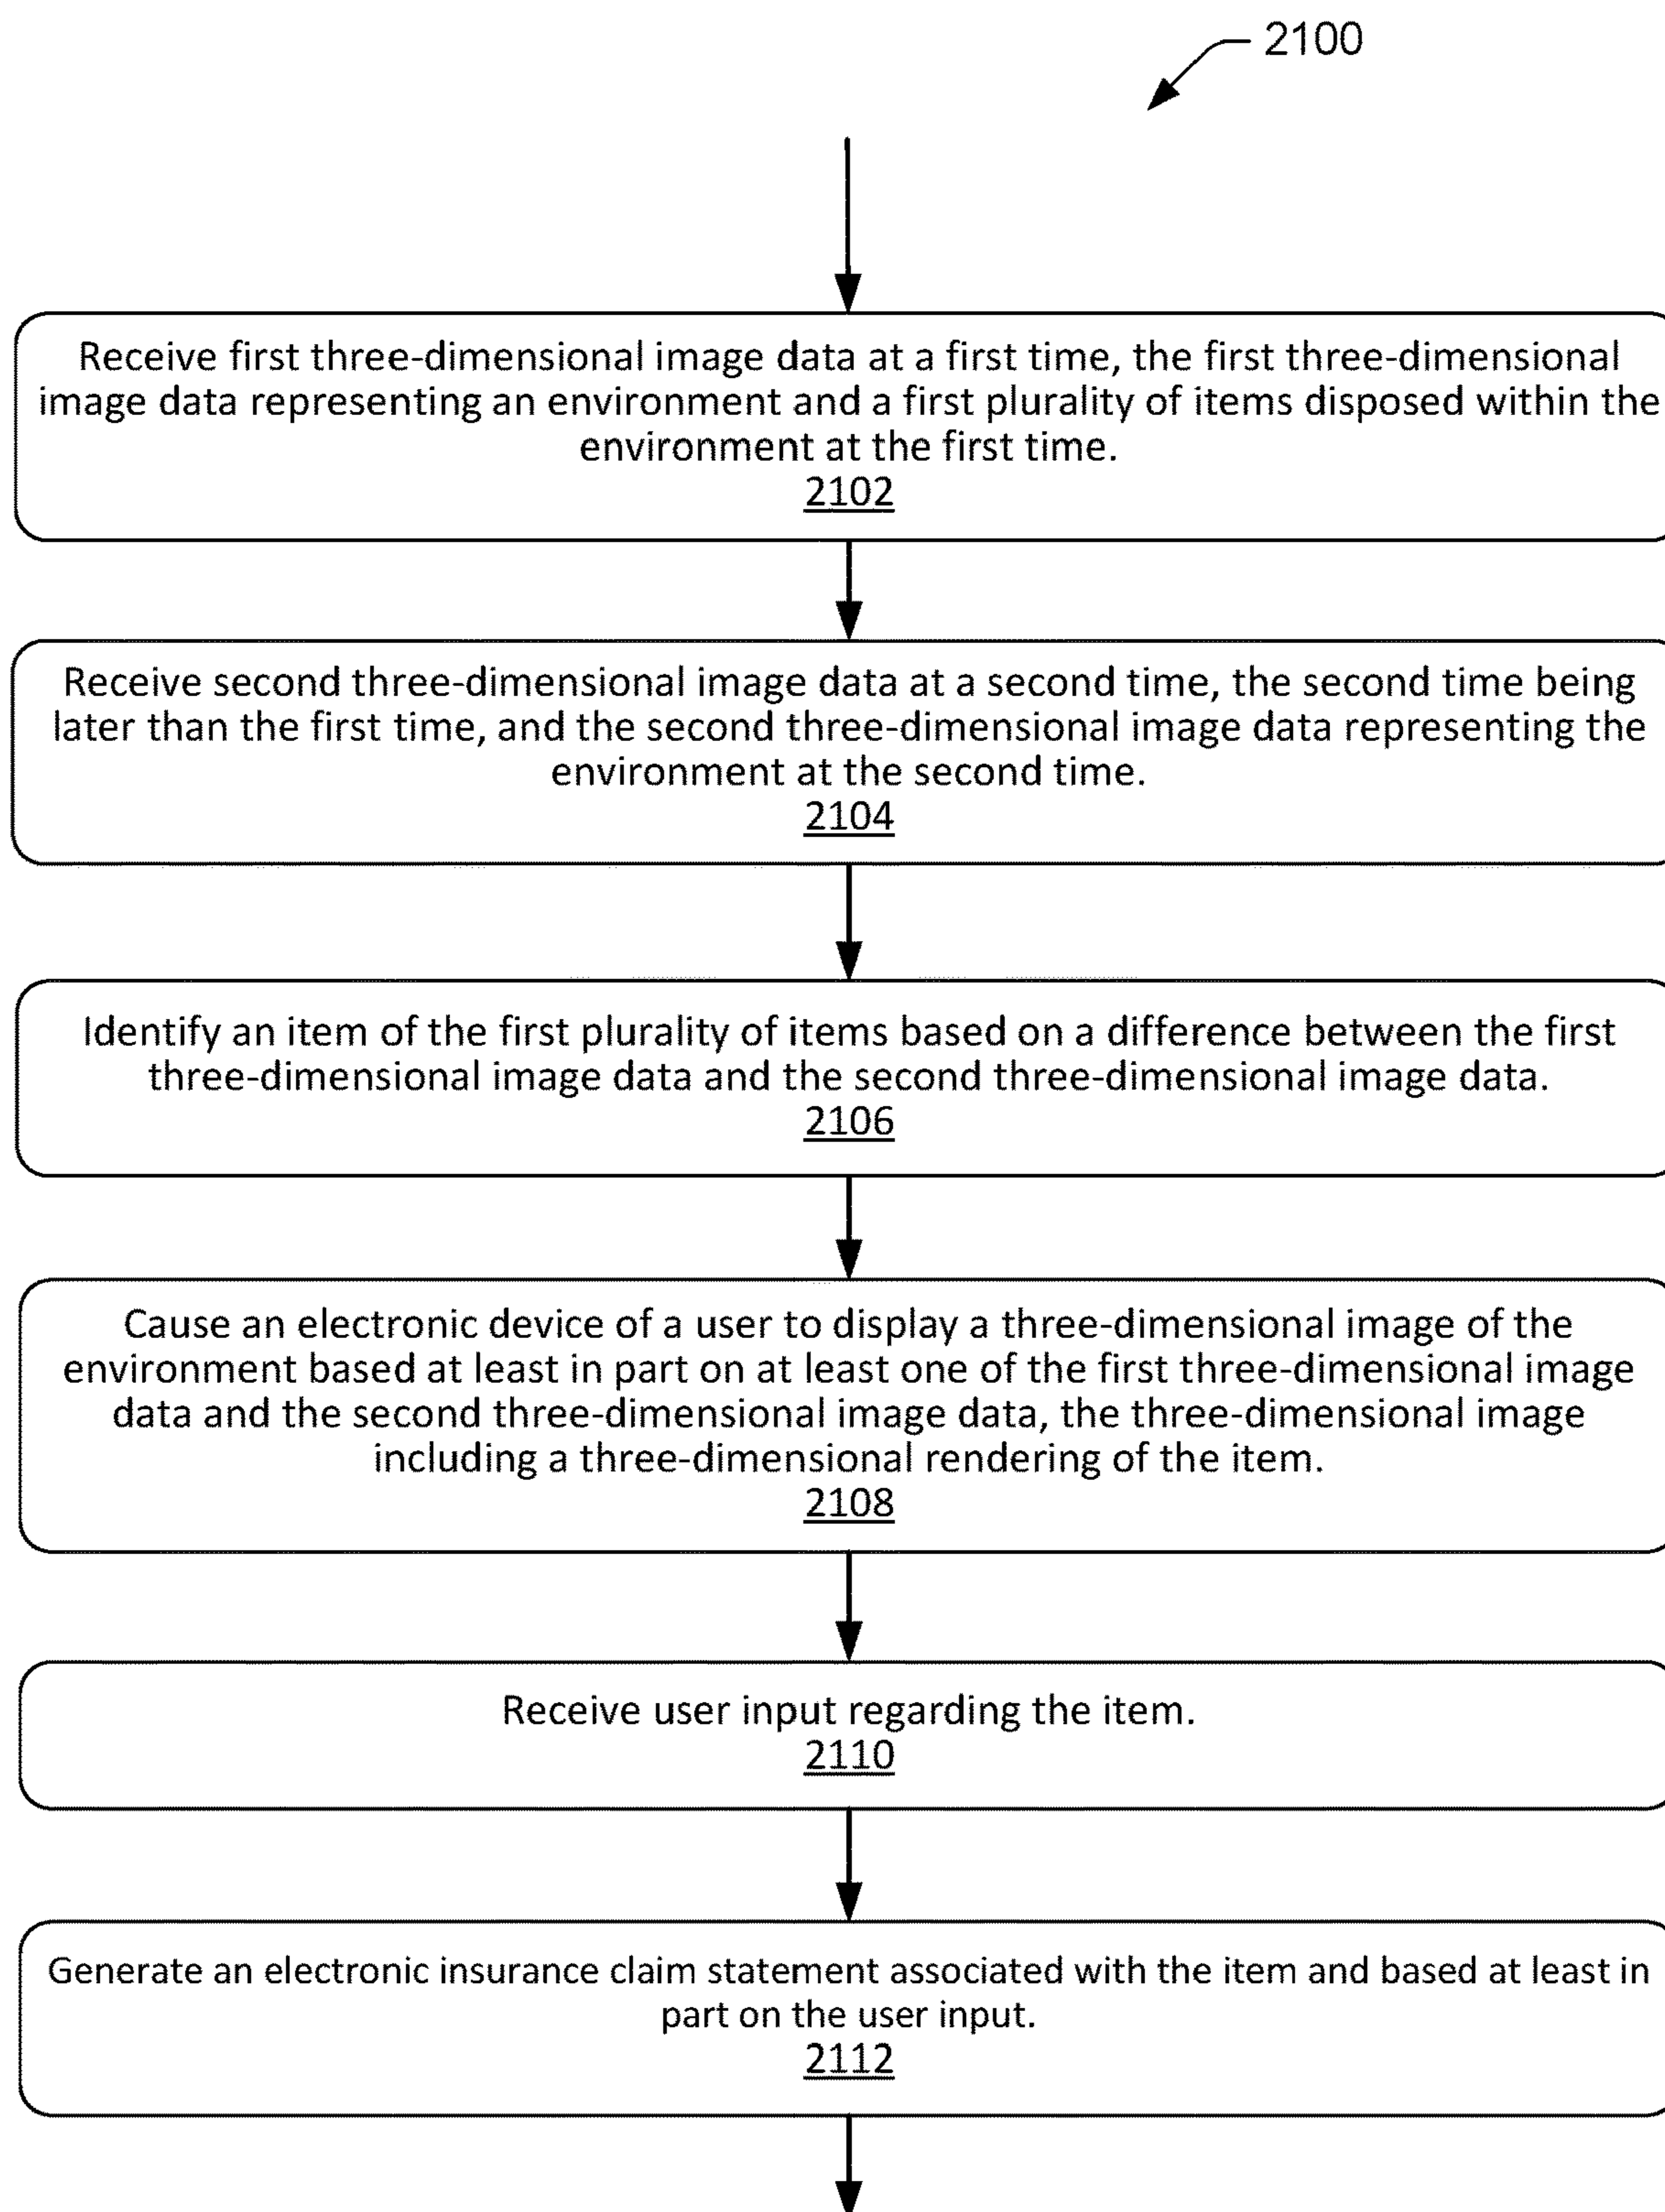 2100
Receive first three-dimensional image data at a first time, the first three-dimensional
image data representing an environment and a first plurality of items disposed within the
environment at the first time.
2102
Receive second three-dimensional image data at a second time, the second time being
later than the first time, and the second three-dimensional image data representing the
environment at the second time.
2104
Identify an item of the first plurality of items based on a difference between the first
three-dimensional image data and the second three-dimensional image data.
2106
Cause an electronic device of a user to display a three-dimensional image of the
environment based at least in part on at least one of the first three-dimensional image
data and the second three-dimensional image data, the three-dimensional image
including a three-dimensional rendering of the item.
2108
Receive user input regarding the item.
2110
Generate an electronic insurance claim statement associated with the item and based at least in
part on the user input.
2112